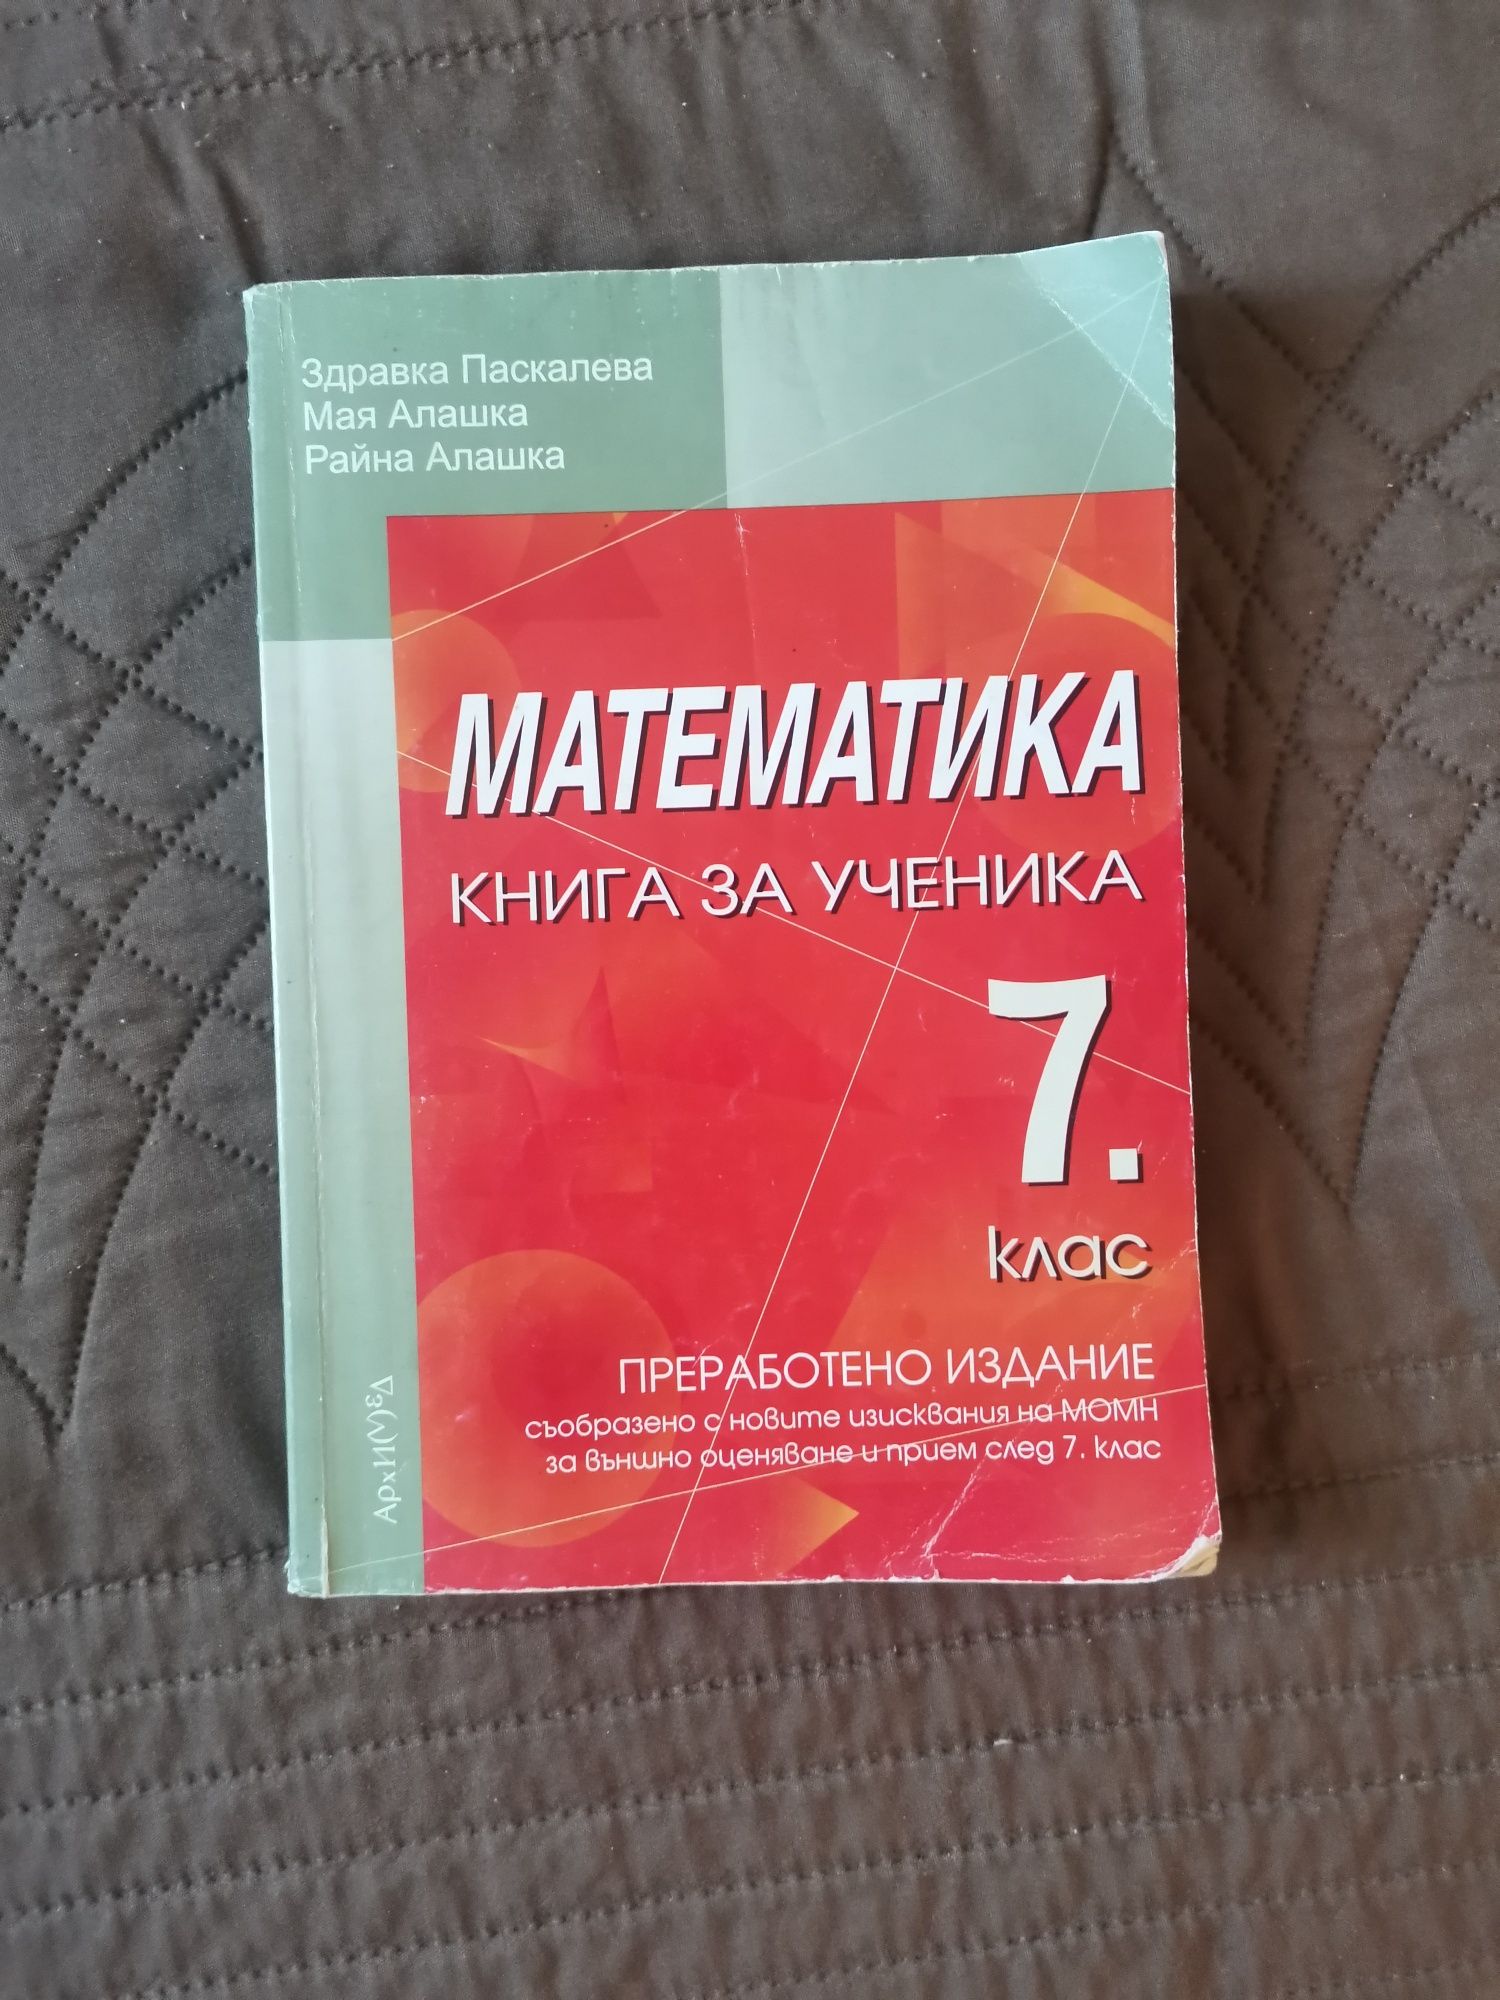 Здравка Паскалева
Мая Алашка
Райна Алашка
МАТЕМАТИКА
КНИГА ЗА УЧЕНИКА
7.
клас
ПРЕРАБОТЕНО ИЗДАНИЕ
съобразено с новите изисквания на МОМН
за външно оценяване и прием след 7. клас